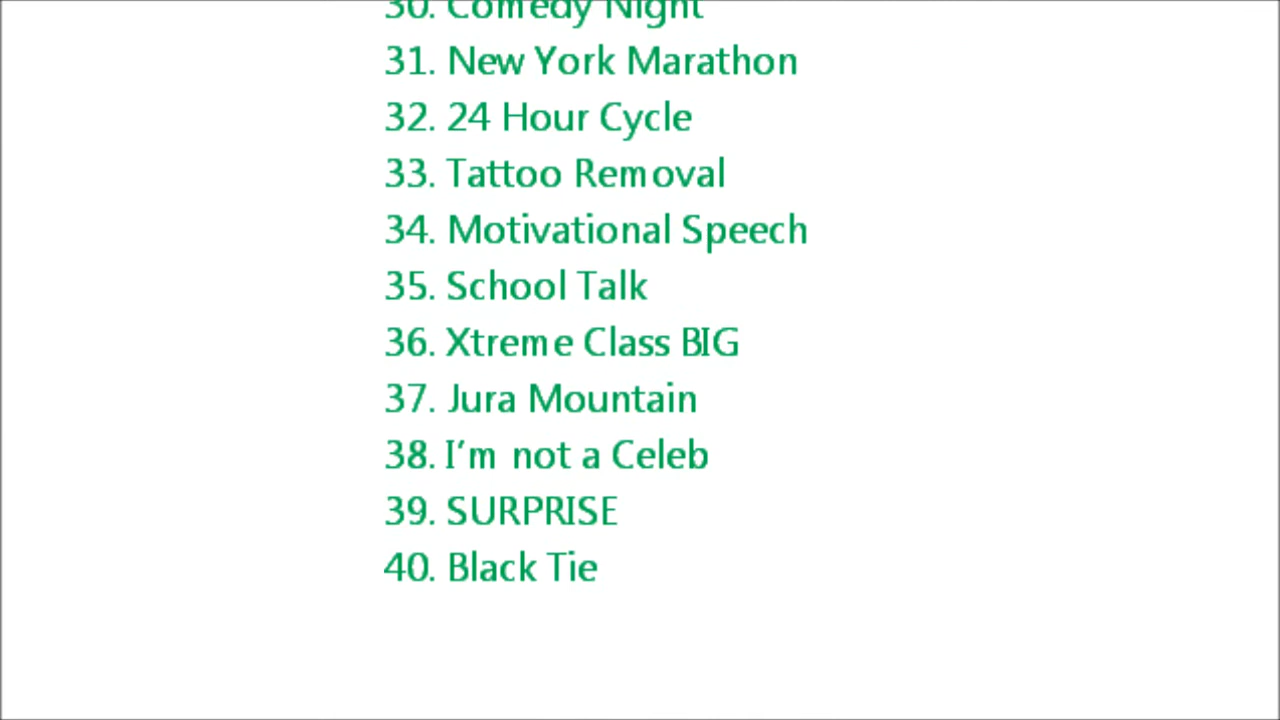 30. Comedy Night
31. New York Marathon
32. 24 Hour Cycle
33. Tattoo Removal
34. Motivational Speech
35. School Talk
36. Xtreme Class BIG
37. Jura Mountain
38. I'm not a Celeb
39. SURPRISE
40. Black Tie